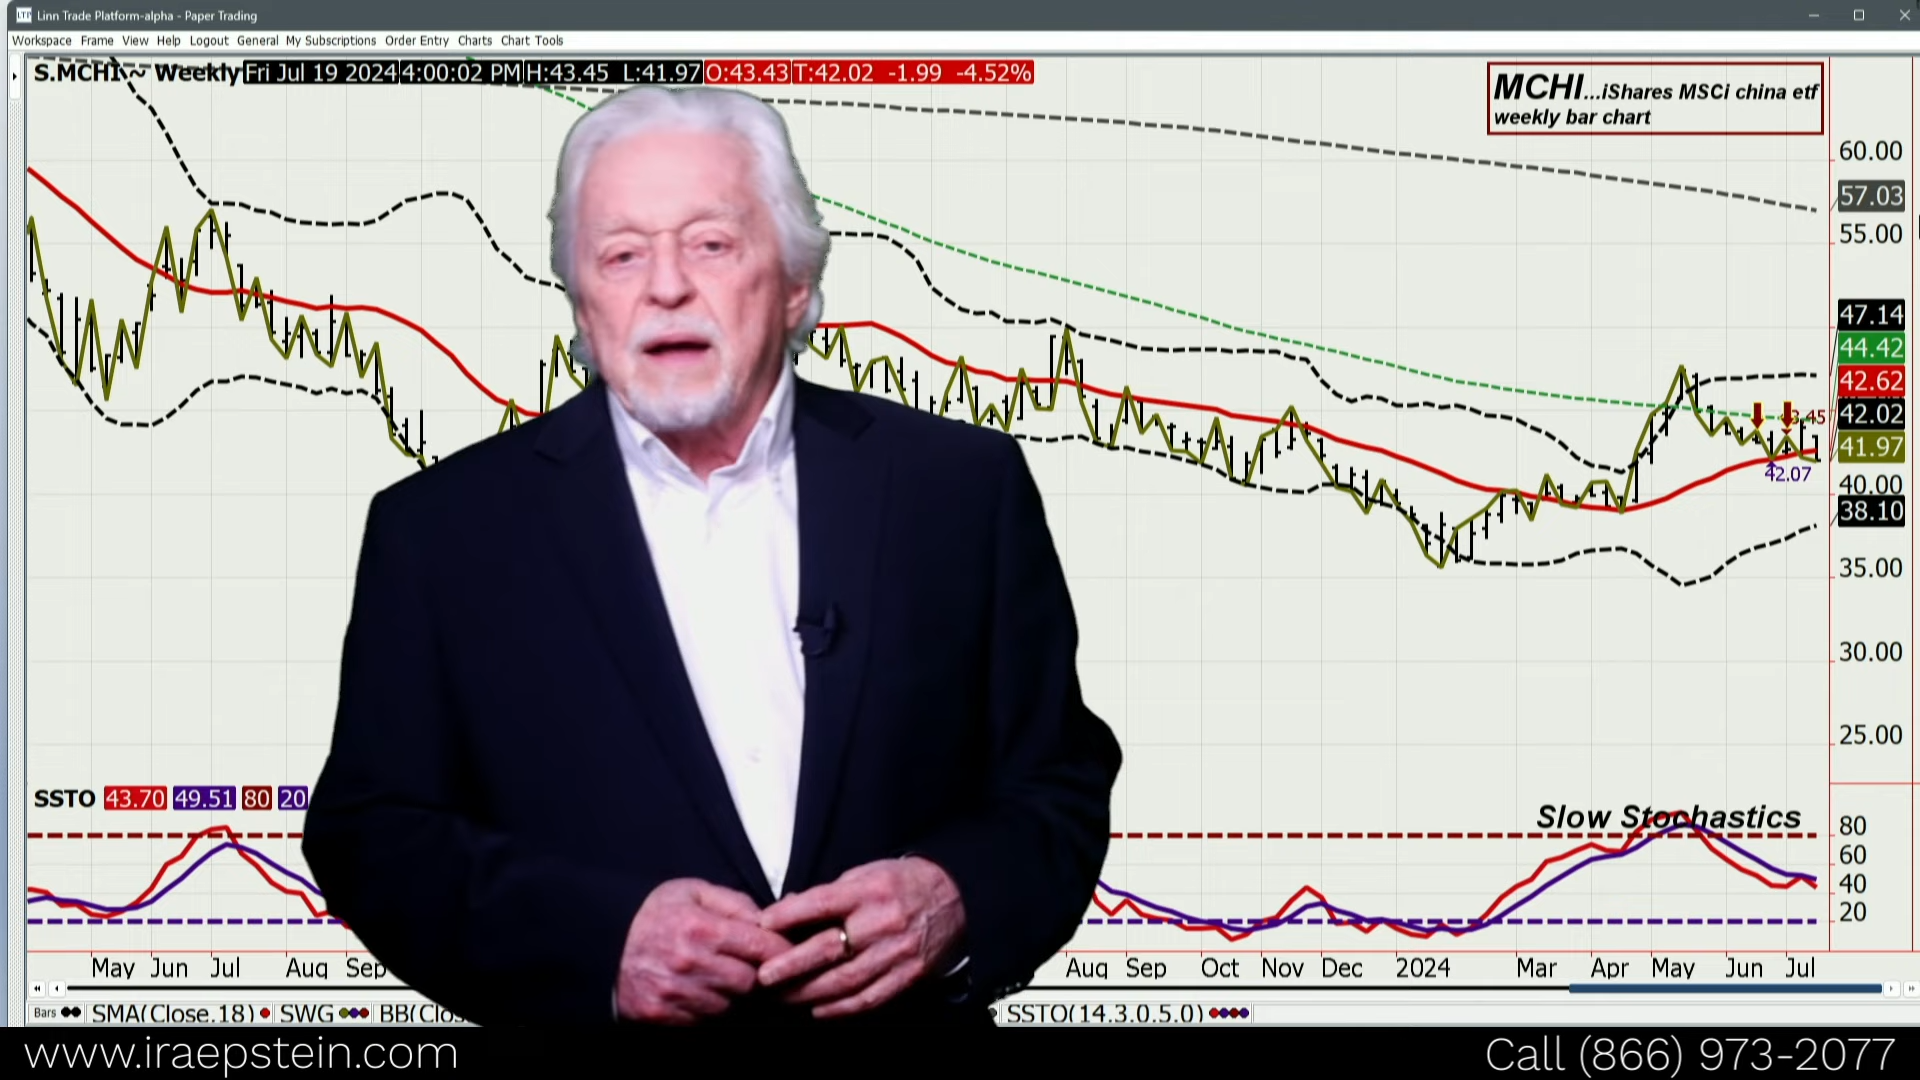 LTP Linn Trade Platform-alpha - Paper Trading
Workspace Frame View Help Logout General My Subscriptions Order Entry Charts Chart Tools
S.MCHI ~ Weekly Fri Jul 19 2024 4:00:02 PM H:43.45 L:41.97 O:43.43 T:42.02 -1.99 -4.52%
MCHI...iShares MSCi china etf
weekly bar chart
60.00
57.03
55.00
47.14
44.42
42.62
42.02
41.97
40.00
38.10
35.00
30.00
25.00
42.07
SSTO 43.70 49.51 80 20
Slow Stochastics
80
60
40
20
May Jun Jul Aug Sep Aug Sep Oct Nov Dec 2024 Mar Apr May Jun Jul
Bars SMA(Close,18) SWG BB(Clos SSTO(14,3,0,5,0)
www.iraepstein.com Call (866) 973-2077